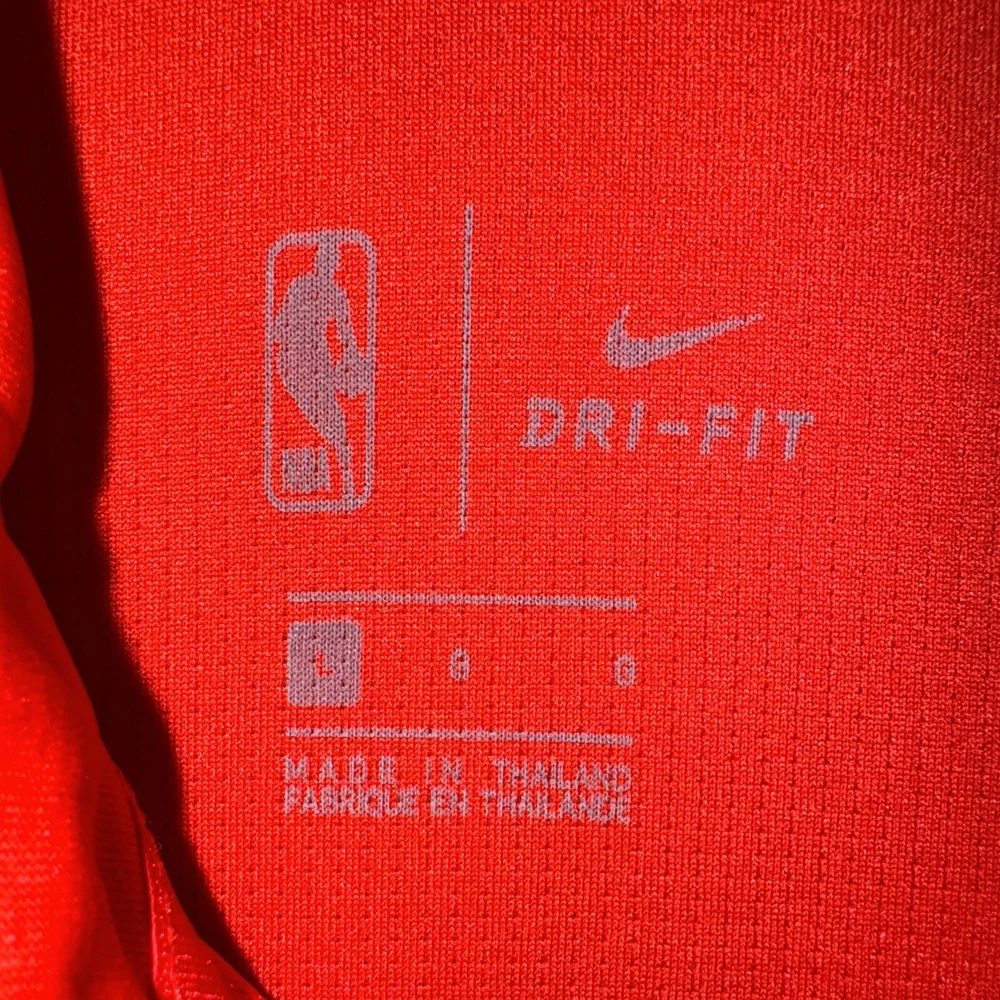 NBA
DRI-FIT
L G G
MADE IN THAILAND
FABRIQUE EN THAILANDE